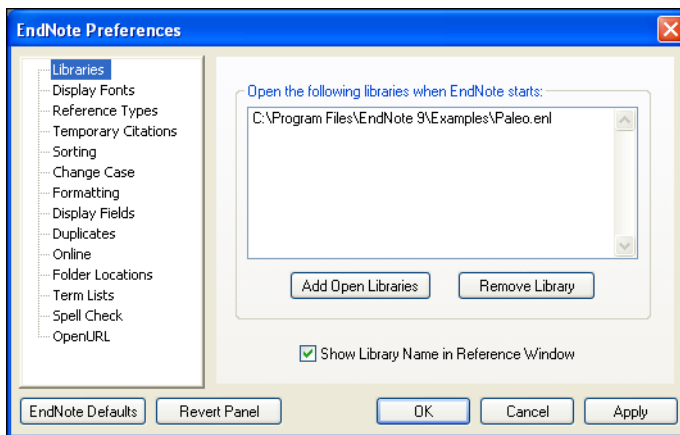 EndNote Preferences
Libraries
Display Fonts
Reference Types
Temporary Citations
Sorting
Change Case
Formatting
Display Fields
Duplicates
Online
Folder Locations
Term Lists
Spell Check
OpenURL
Open the following libraries when EndNote starts:
C:\Program Files\EndNote 9\Examples\Paleo.enl
Add Open Libraries Remove Library
Show Library Name in Reference Window
EndNote Defaults Revert Panel OK Cancel Apply